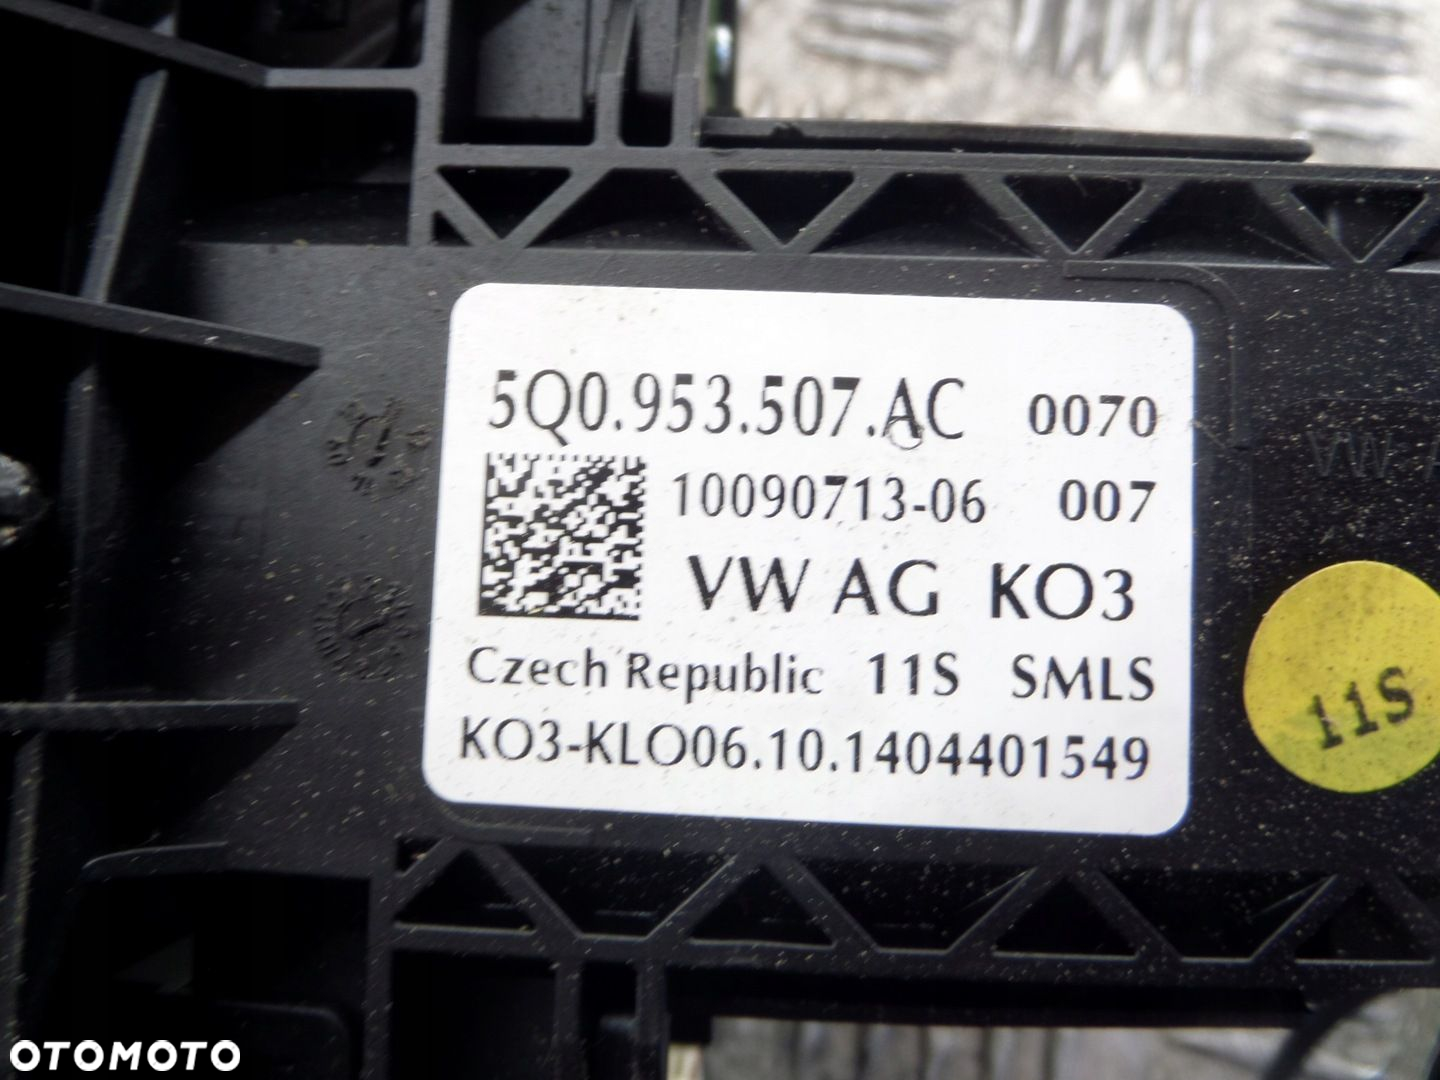 5Q0.953.507.AC 0070
10090713-06 007
VW AG KO3
Czech Republic 11S SMLS
KO3-KLO06.10.1404401549
11S
VW
OTOMOTO